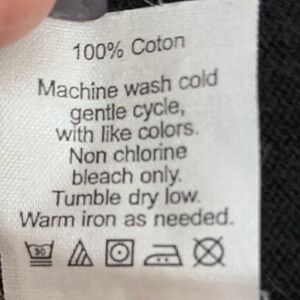 100% Coton
Machine wash cold
gentle cycle,
with like colors.
Non chlorine
bleach only.
Tumble dry low.
Warm iron as needed.
30